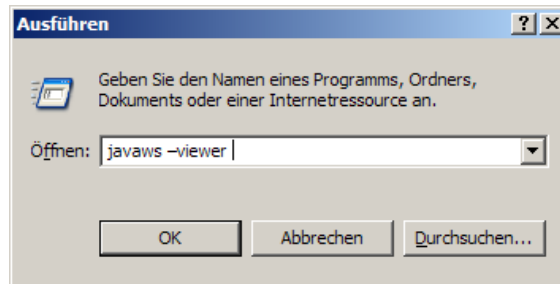 Ausführen
Geben Sie den Namen eines Programms, Ordners,
Dokuments oder einer Internetressource an.
Öffnen: javaws –viewer
OK Abbrechen Durchsuchen...